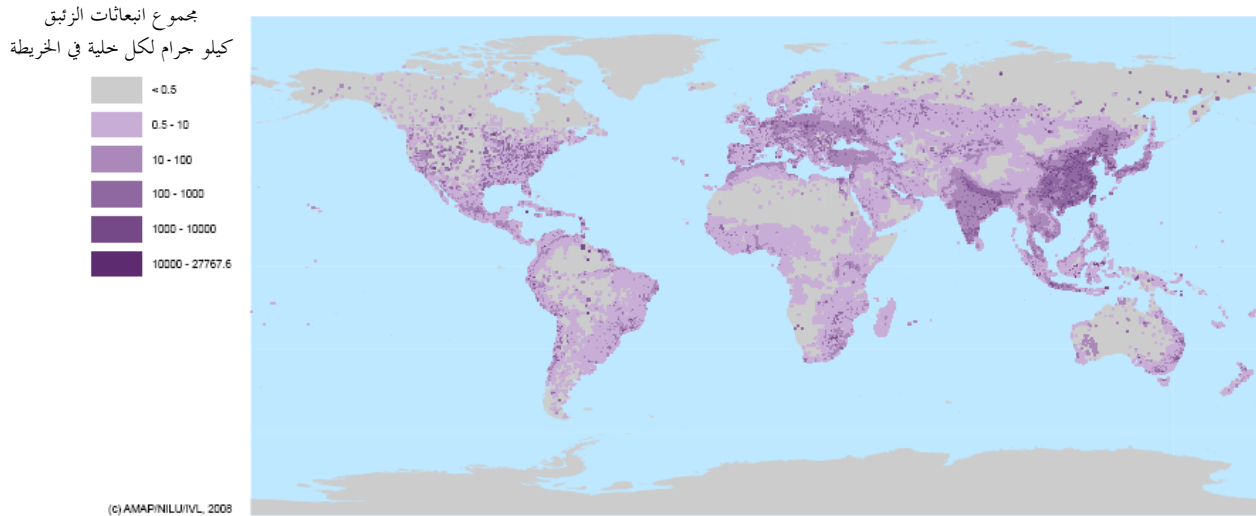 مجموع انبعاثات الزئبق
كيلو جرام لكل خلية في الخريطة
< 0.5
0.5 - 10
10 - 100
100 - 1000
1000 - 10000
10000 - 27767.6
(c) AMAP/NILU/IVL, 2008